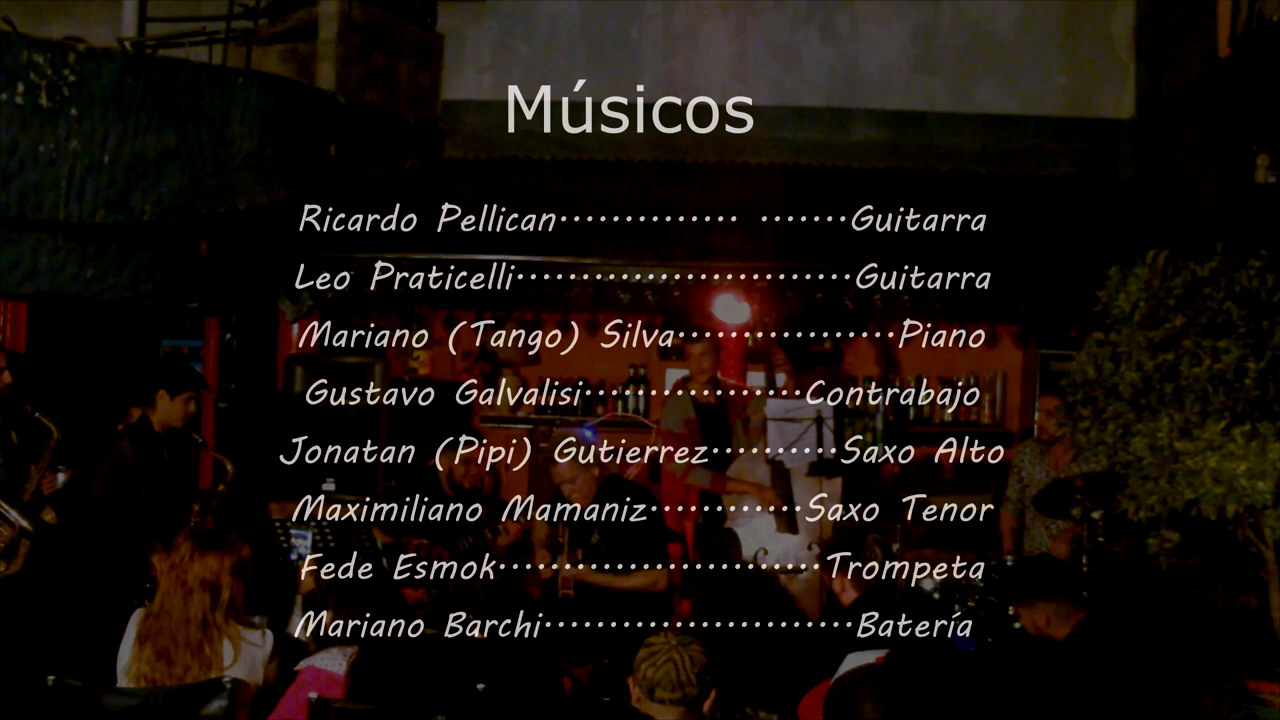 Músicos
Ricardo Pellican·············· ·······Guitarra
Leo Praticelli··························Guitarra
Mariano (Tango) Silva·················Piano
Gustavo Galvalisi·················Contrabajo
Jonatan (Pipi) Gutierrez··········Saxo Alto
Maximiliano Mamaniz············Saxo Tenor
Fede Esmok·························Trompeta
Mariano Barchi························Batería